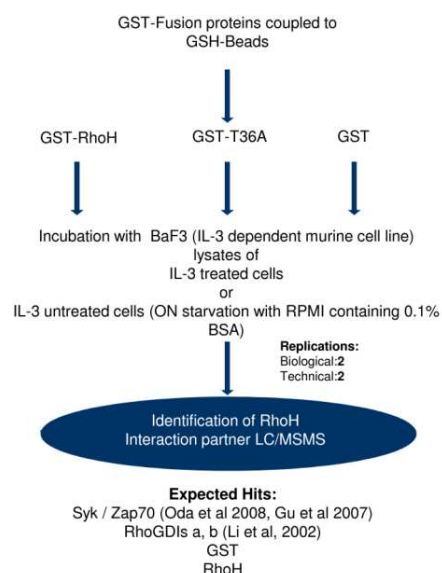 GST-Fusion proteins coupled to
GSH-Beads
GST-RhoH GST-T36A GST
Incubation with BaF3 (IL-3 dependent murine cell line)
lysates of
IL-3 treated cells
or
IL-3 untreated cells (ON starvation with RPMI containing 0.1%
BSA)
Replications:
Biological:2
Technical:2
Identification of RhoH
Interaction partner LC/MSMS
Expected Hits:
Syk / Zap70 (Oda et al 2008, Gu et al 2007)
RhoGDIs a, b (Li et al, 2002)
GST
RhoH